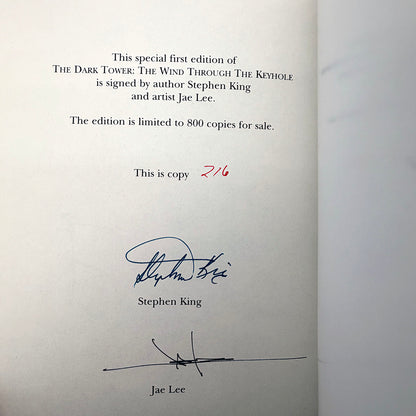 This special first edition of
THE DARK TOWER: THE WIND THROUGH THE KEYHOLE
is signed by author Stephen King
and artist Jae Lee.
The edition is limited to 800 copies for sale.
This is copy 216
Stephen King
Stephen King
Jae Lee